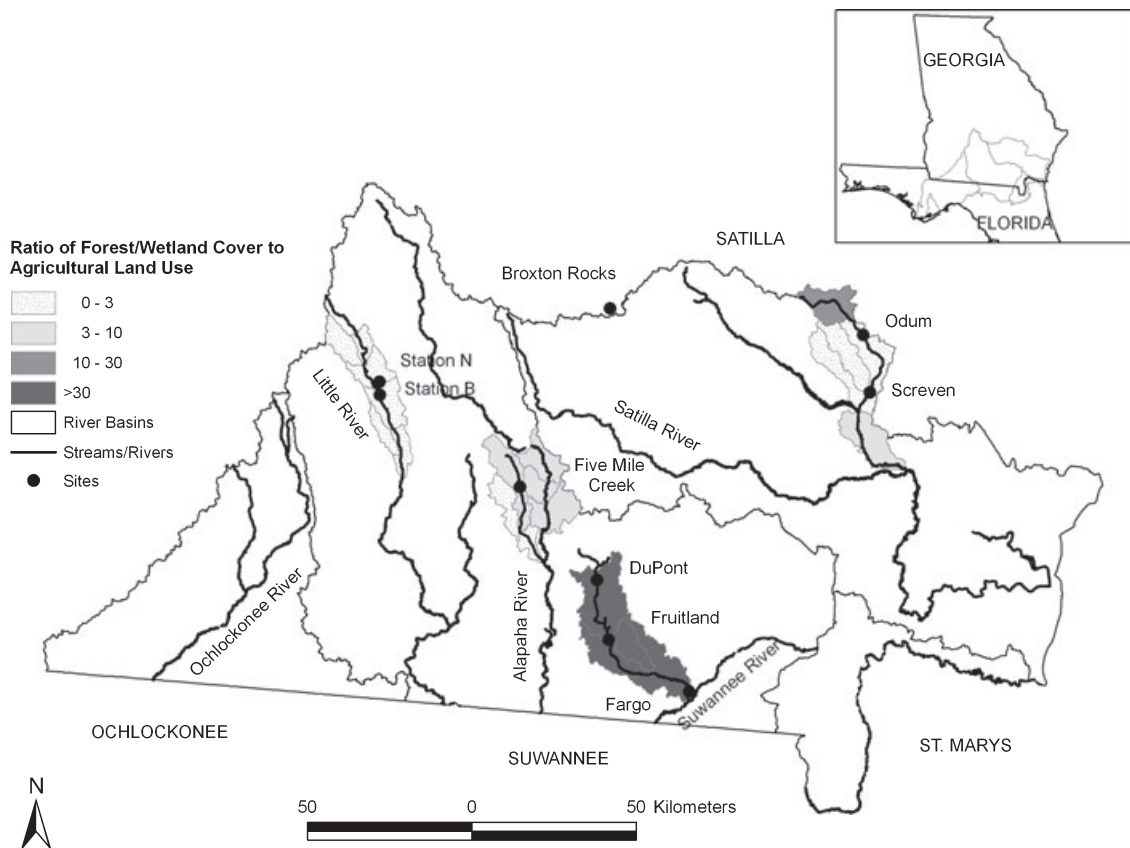 GEORGIA
FLORIDA
SATILLA
Ratio of Forest/Wetland Cover to
Agricultural Land Use
0 - 3
3 - 10
10 - 30
>30
River Basins
Streams/Rivers
Sites
Broxton Rocks
Odum
Station N
Station B
Little River
Screven
Satilla River
Five Mile
Creek
DuPont
Fruitland
Ochlockonee River
Alapaha River
Fargo
Suwannee River
OCHLOCKONEE
SUWANNEE
ST. MARYS
N
50 0 50 Kilometers